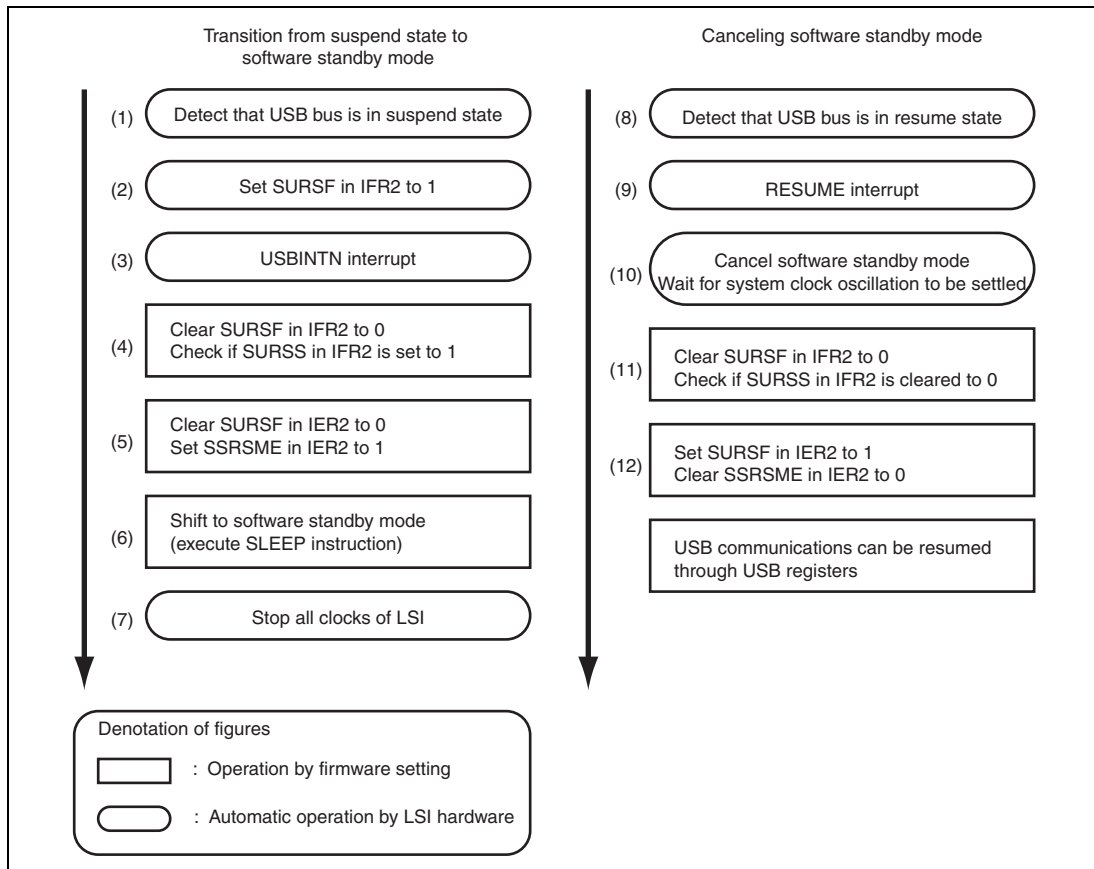 Transition from suspend state to
software standby mode
(1) Detect that USB bus is in suspend state
(2) Set SURSF in IFR2 to 1
(3) USBINTN interrupt
(4) Clear SURSF in IFR2 to 0
Check if SURSS in IFR2 is set to 1
(5) Clear SURSF in IER2 to 0
Set SSRSME in IER2 to 1
(6) Shift to software standby mode
(execute SLEEP instruction)
(7) Stop all clocks of LSI
Canceling software standby mode
(8) Detect that USB bus is in resume state
(9) RESUME interrupt
(10) Cancel software standby mode
Wait for system clock oscillation to be settled
(11) Clear SURSF in IFR2 to 0
Check if SURSS in IFR2 is cleared to 0
(12) Set SURSF in IER2 to 1
Clear SSRSME in IER2 to 0
USB communications can be resumed
through USB registers
Denotation of figures
: Operation by firmware setting
: Automatic operation by LSI hardware